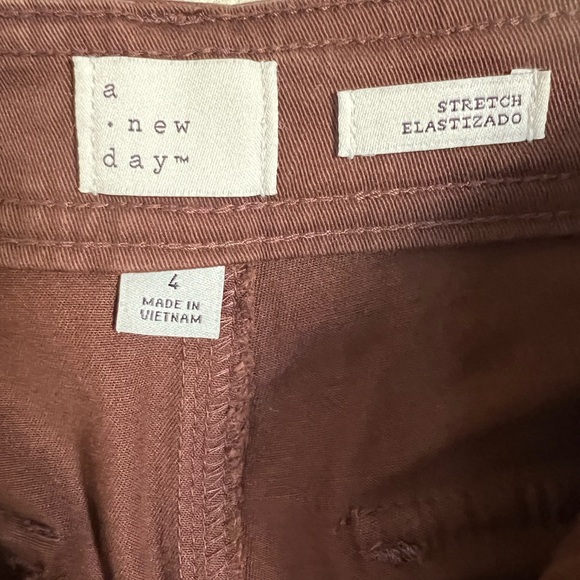 a
· new
day™
STRETCH
ELASTIZADO
4
MADE IN
VIETNAM